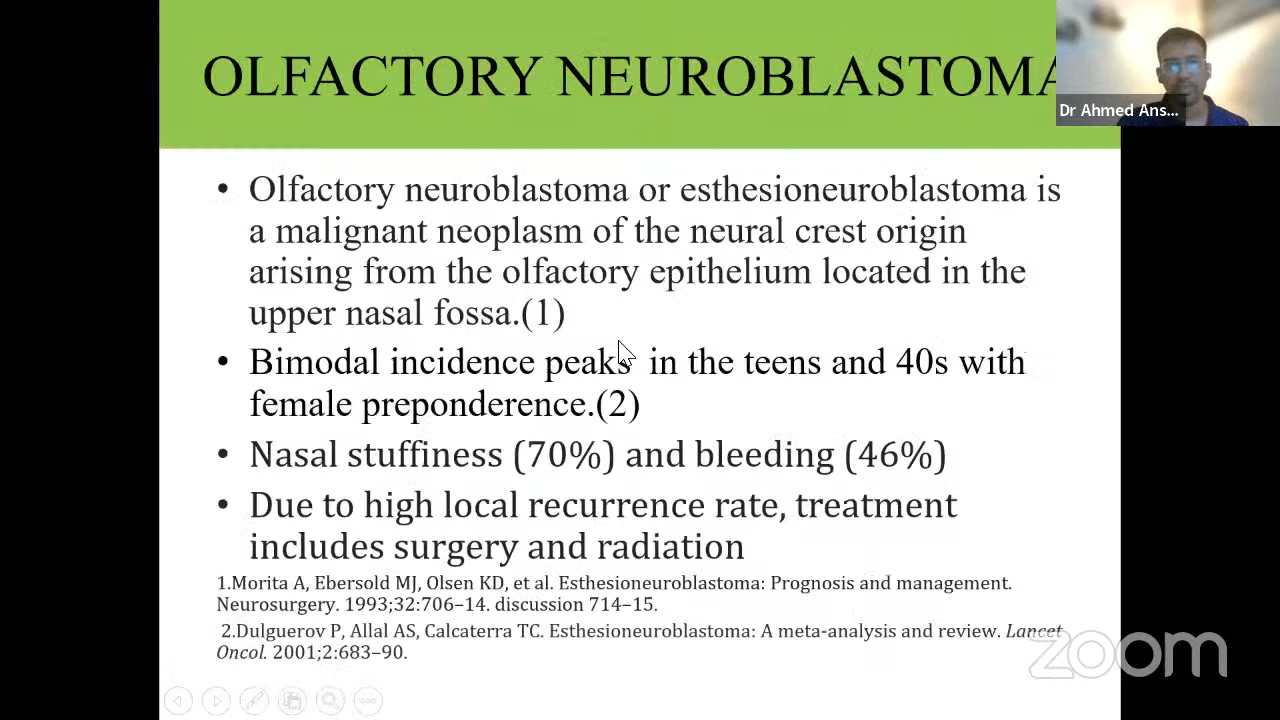 OLFACTORY NEUROBLASTOMA
Dr Ahmed Ans...
• Olfactory neuroblastoma or esthesioneuroblastoma is
a malignant neoplasm of the neural crest origin
arising from the olfactory epithelium located in the
upper nasal fossa.(1)
• Bimodal incidence peaks in the teens and 40s with
female preponderence.(2)
• Nasal stuffiness (70%) and bleeding (46%)
• Due to high local recurrence rate, treatment
includes surgery and radiation
1.Morita A, Ebersold MJ, Olsen KD, et al. Esthesioneuroblastoma: Prognosis and management.
Neurosurgery. 1993;32:706–14. discussion 714–15.
2.Dulguerov P, Allal AS, Calcaterra TC. Esthesioneuroblastoma: A meta-analysis and review. Lancet
Oncol. 2001;2:683–90.
zoom